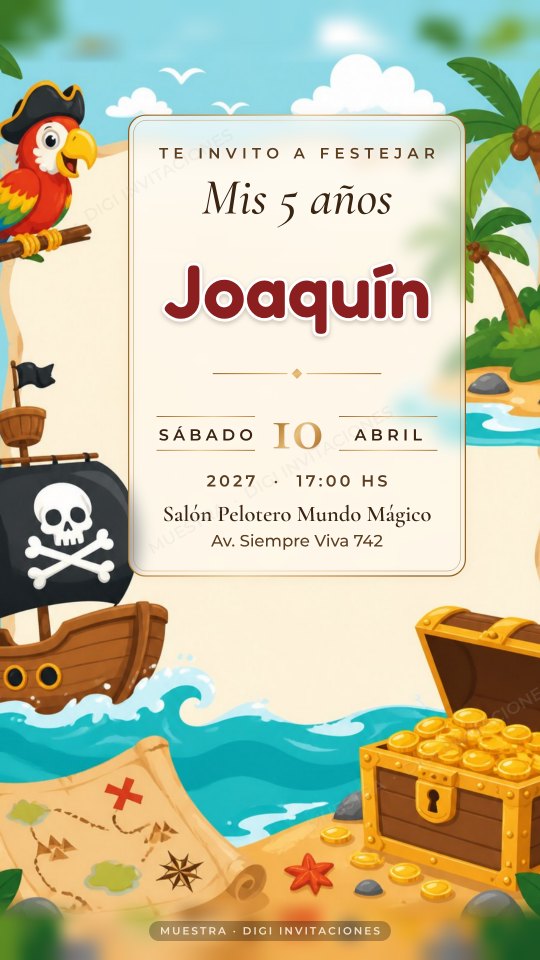 TE INVITO A FESTEJAR
Mis 5 años
Joaquín
SÁBADO 10 ABRIL
2027 · 17:00 HS
Salón Pelotero Mundo Mágico
Av. Siempre Viva 742
MUESTRA · DIGI INVITACIONES